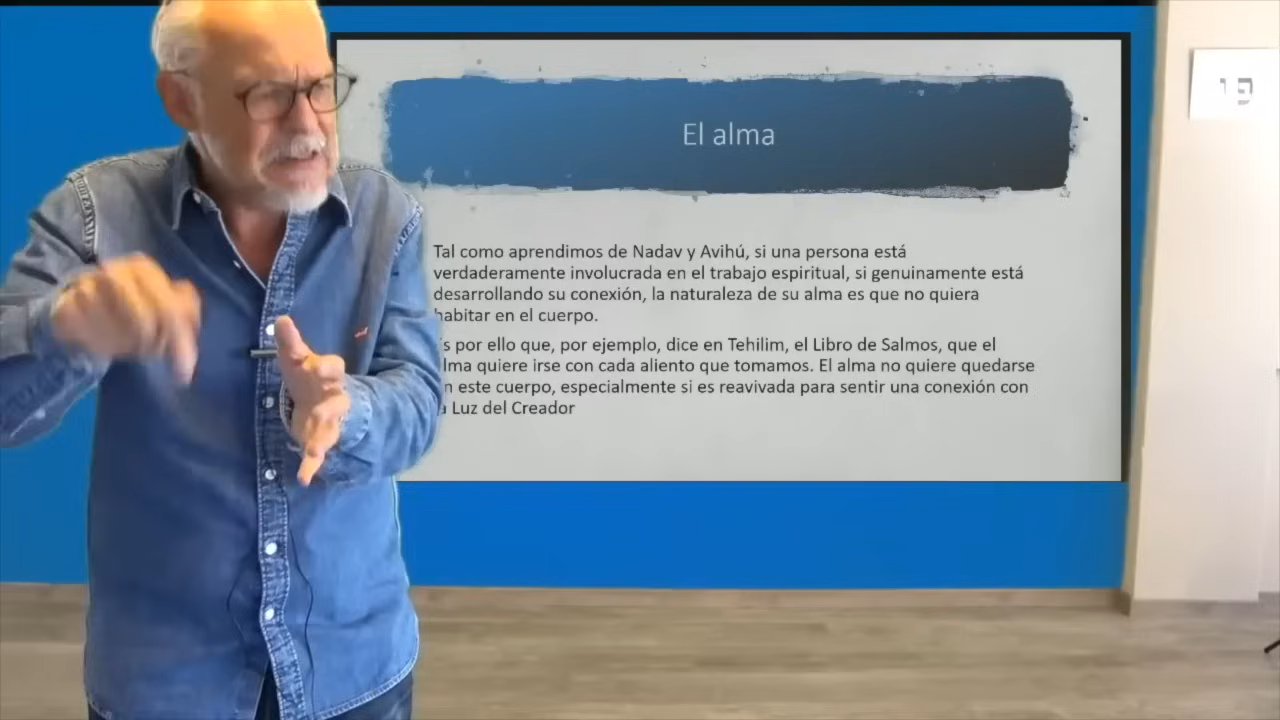 El alma
Tal como aprendimos de Nadav y Avihú, si una persona está
verdaderamente involucrada en el trabajo espiritual, si genuinamente está
desarrollando su conexión, la naturaleza de su alma es que no quiera
habitar en el cuerpo.
s por ello que, por ejemplo, dice en Tehilim, el Libro de Salmos, que el
lma quiere irse con cada aliento que tomamos. El alma no quiere quedarse
n este cuerpo, especialmente si es reavivada para sentir una conexión con
a Luz del Creador